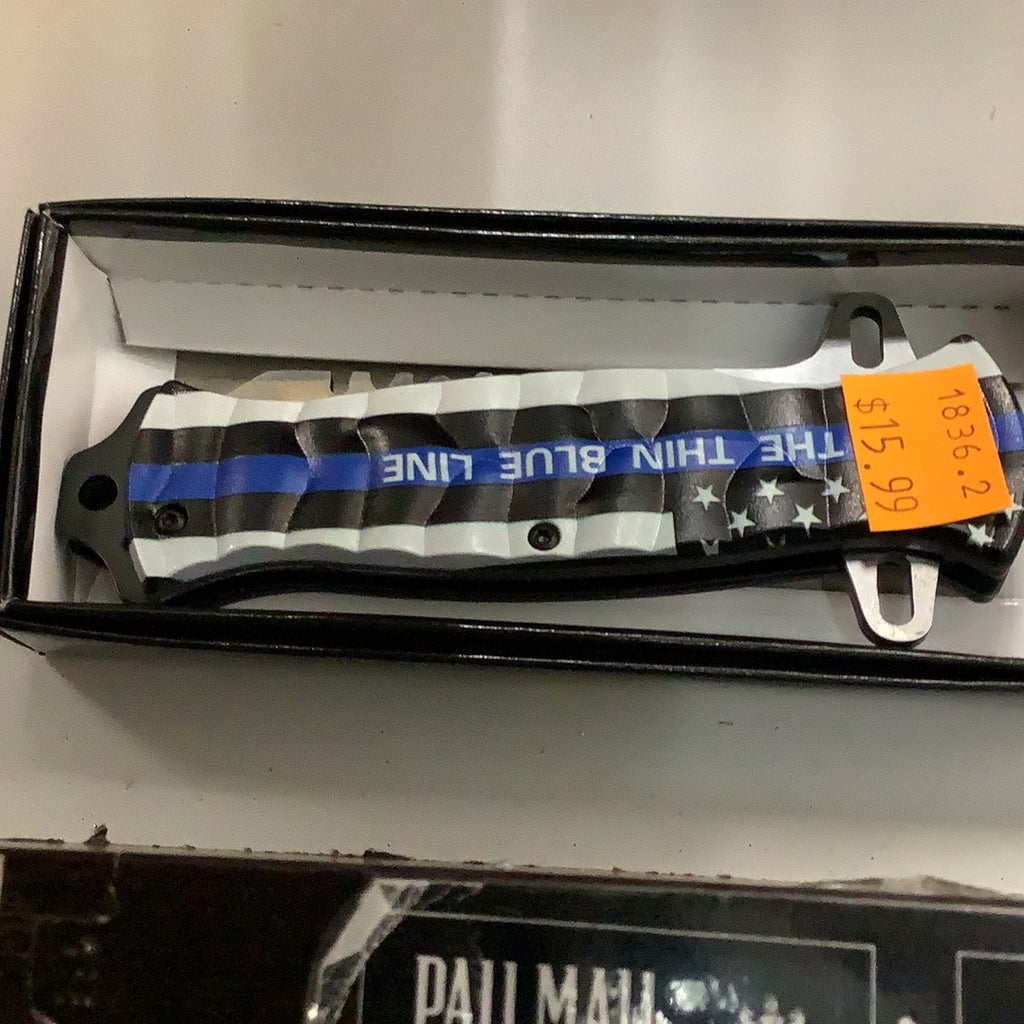 THE THIN BLUE LINE
1836.2
$15.99
PALL MALL